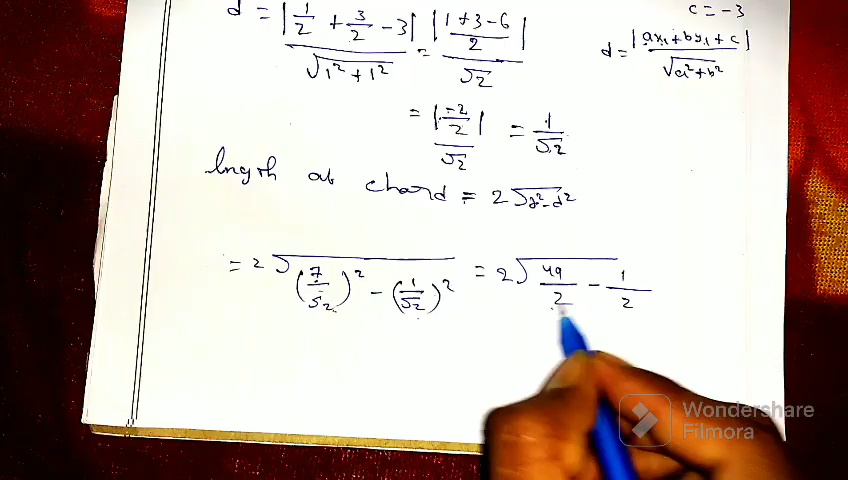 c = -3
d = |1/2 + 3/2 - 3| / √(1² + 1²) = |(1+3-6)/2| / √2
d = |ax₁ + by₁ + c| / √(a² + b²)
= |-2/2| / √2 = 1/√2
length of chord = 2√(r² - d²)
= 2√((7/√2)² - (1/√2)²) = 2√(49/2 - 1/2)
Wondershare
Filmora